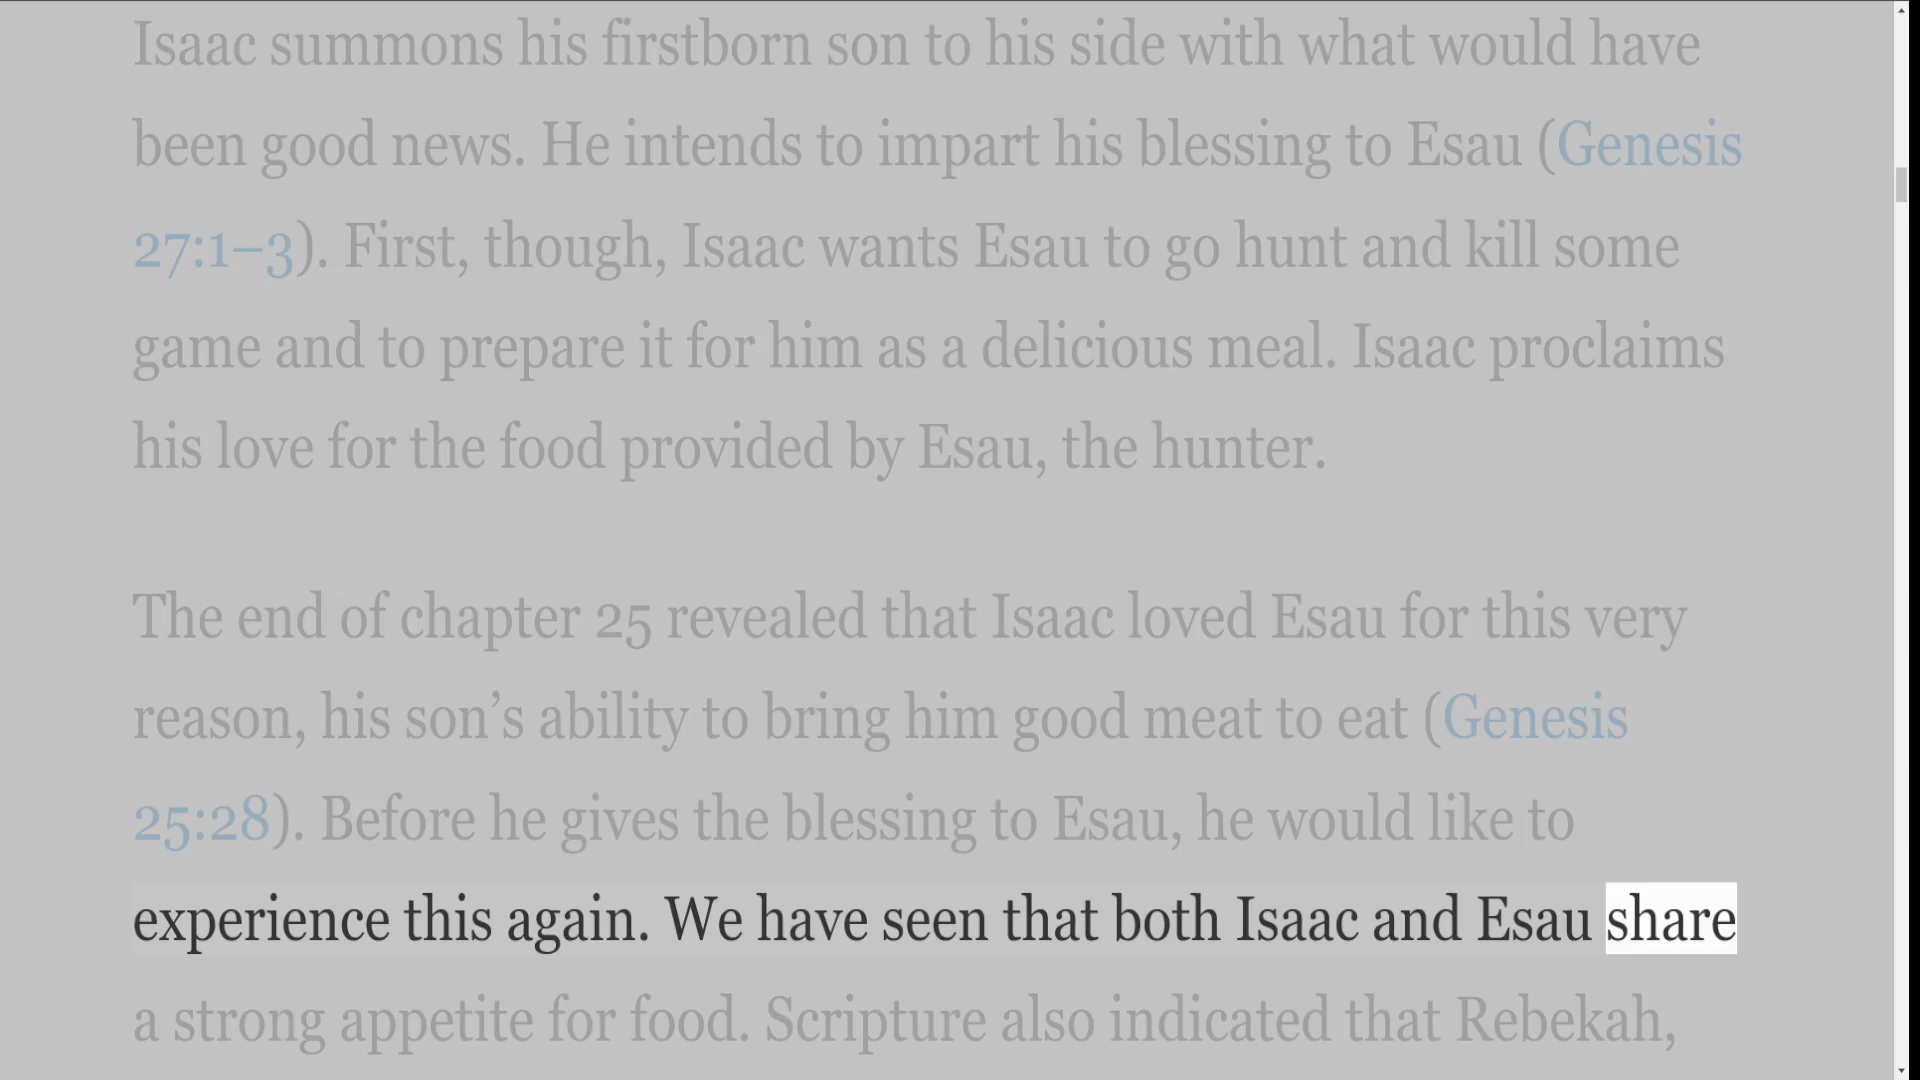 Isaac summons his firstborn son to his side with what would have
been good news. He intends to impart his blessing to Esau (Genesis
27:1–3). First, though, Isaac wants Esau to go hunt and kill some
game and to prepare it for him as a delicious meal. Isaac proclaims
his love for the food provided by Esau, the hunter.
The end of chapter 25 revealed that Isaac loved Esau for this very
reason, his son’s ability to bring him good meat to eat (Genesis
25:28). Before he gives the blessing to Esau, he would like to
experience this again. We have seen that both Isaac and Esau share
a strong appetite for food. Scripture also indicated that Rebekah,